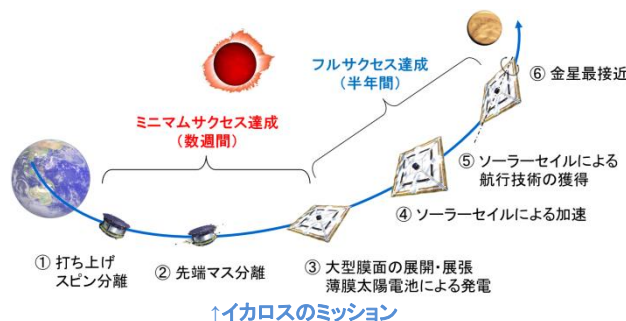 フルサクセス達成
（半年間）
⑥ 金星最接近
ミニマムサクセス達成
（数週間）
⑤ ソーラーセイルによる
航行技術の獲得
④ ソーラーセイルによる加速
① 打ち上げ
スピン分離
② 先端マス分離
③ 大型膜面の展開・展張
薄膜太陽電池による発電
↑イカロスのミッション